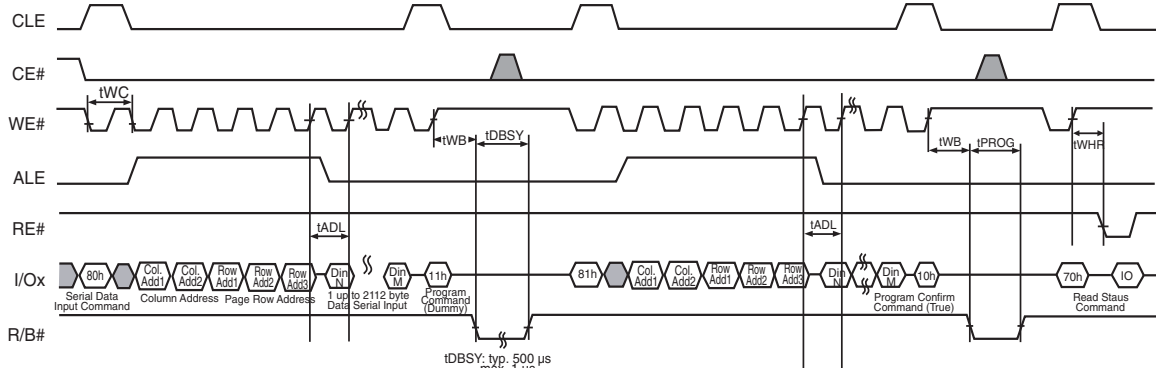 CLE
CE#
tWC
WE#
tWB
tDBSY
tWB
tPROG
tWHR
ALE
RE#
tADL
tADL
I/Ox
80h
Col. Add1
Col. Add2
Row Add1
Row Add2
Row Add3
Din N
Din M
11h
81h
Col. Add1
Col. Add2
Row Add1
Row Add2
Row Add3
Din N
Din M
10h
70h
IO
Serial Data
Input Command
Column Address
Page Row Address
1 up to 2112 byte
Data Serial Input
Program
Command
(Dummy)
Program Confirm
Command (True)
Read Staus
Command
R/B#
tDBSY: typ. 500 µs
max. 1 µs